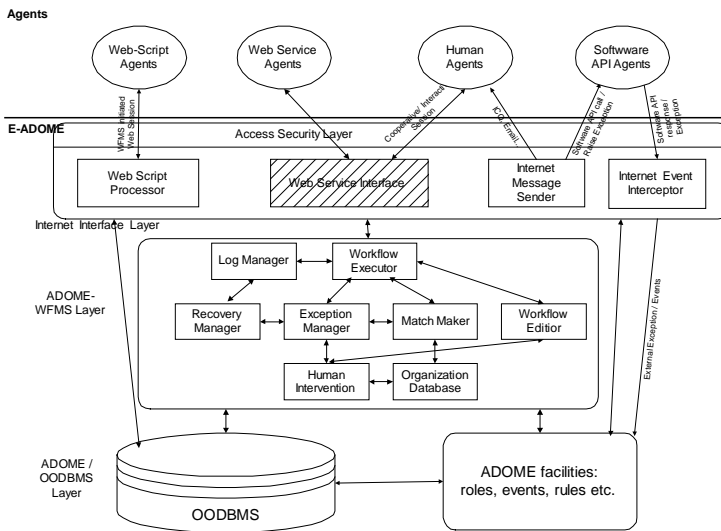 Agents
Web-Script
Agents
Web Service
Agents
Human
Agents
Softwware
API Agents
E-ADOME
WFMS Initiated
Web Session
Access Security Layer
Cooperative/ Interactive
Session
ICQ, Email..
Software API call /
Raise Exception
Software API
response /
Exception
Web Script
Processor
Web Service Interface
Internet
Message
Sender
Internet Event
Interceptor
Internet Interface Layer
ADOME-
WFMS Layer
Log Manager
Workflow
Executor
Recovery
Manager
Exception
Manager
Match Maker
Workflow
Edition
Human
Intervention
Organization
Database
External Exception / Events
ADOME /
OODBMS
Layer
OODBMS
ADOME facilities:
roles, events, rules etc.